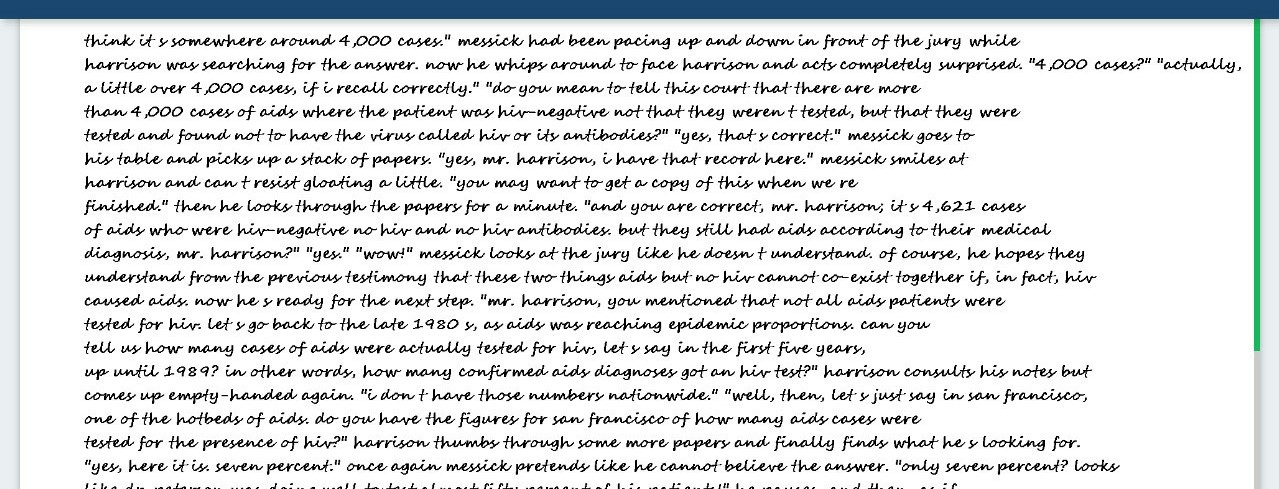 think it s somewhere around 4,000 cases." messick had been pacing up and down in front of the jury while
harrison was searching for the answer. now he whips around to face harrison and acts completely surprised. "4,000 cases?" "actually,
a little over 4,000 cases, if i recall correctly." "do you mean to tell this court that there are more
than 4,000 cases of aids where the patient was hiv-negative not that they weren t tested, but that they were
tested and found not to have the virus called hiv or its antibodies?" "yes, that s correct." messick goes to
his table and picks up a stack of papers. "yes, mr. harrison, i have that record here." messick smiles at
harrison and can t resist gloating a little. "you may want to get a copy of this when we re
finished." then he looks through the papers for a minute. "and you are correct, mr. harrison; it s 4,621 cases
of aids who were hiv-negative no hiv and no hiv antibodies. but they still had aids according to their medical
diagnosis, mr. harrison?" "yes." "wow!" messick looks at the jury like he doesn t understand. of course, he hopes they
understand from the previous testimony that these two things aids but no hiv cannot co-exist together if, in fact, hiv
caused aids. now he s ready for the next step. "mr. harrison, you mentioned that not all aids patients were
tested for hiv. let s go back to the late 1980 s, as aids was reaching epidemic proportions. can you
tell us how many cases of aids were actually tested for hiv, let s say in the first five years,
up until 1989? in other words, how many confirmed aids diagnoses got an hiv test?" harrison consults his notes but
comes up empty-handed again. "i don t have those numbers nationwide." "well, then, let s just say in san francisco,
one of the hotbeds of aids. do you have the figures for san francisco of how many aids cases were
tested for the presence of hiv?" harrison thumbs through some more papers and finally finds what he s looking for.
"yes, here it is. seven percent." once again messick pretends like he cannot believe the answer. "only seven percent? looks